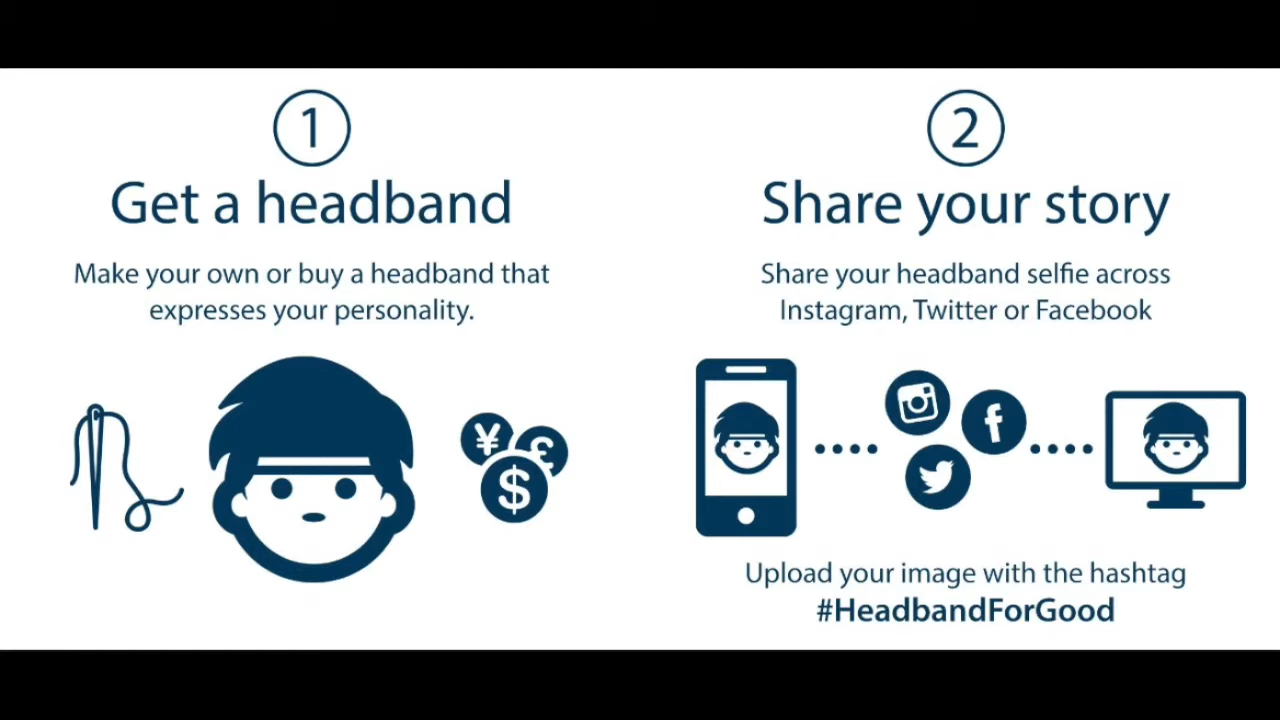 1
Get a headband
Make your own or buy a headband that
expresses your personality.
¥ £
$
2
Share your story
Share your headband selfie across
Instagram, Twitter or Facebook
f
Upload your image with the hashtag
#HeadbandForGood